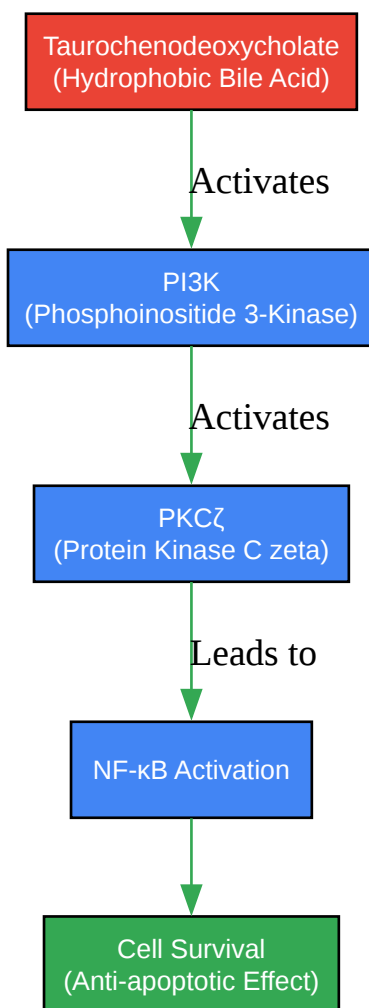 Taurochenodeoxycholate
(Hydrophobic Bile Acid)
Activates
PI3K
(Phosphoinositide 3-Kinase)
Activates
PKCζ
(Protein Kinase C zeta)
Leads to
NF-κB Activation
Cell Survival
(Anti-apoptotic Effect)